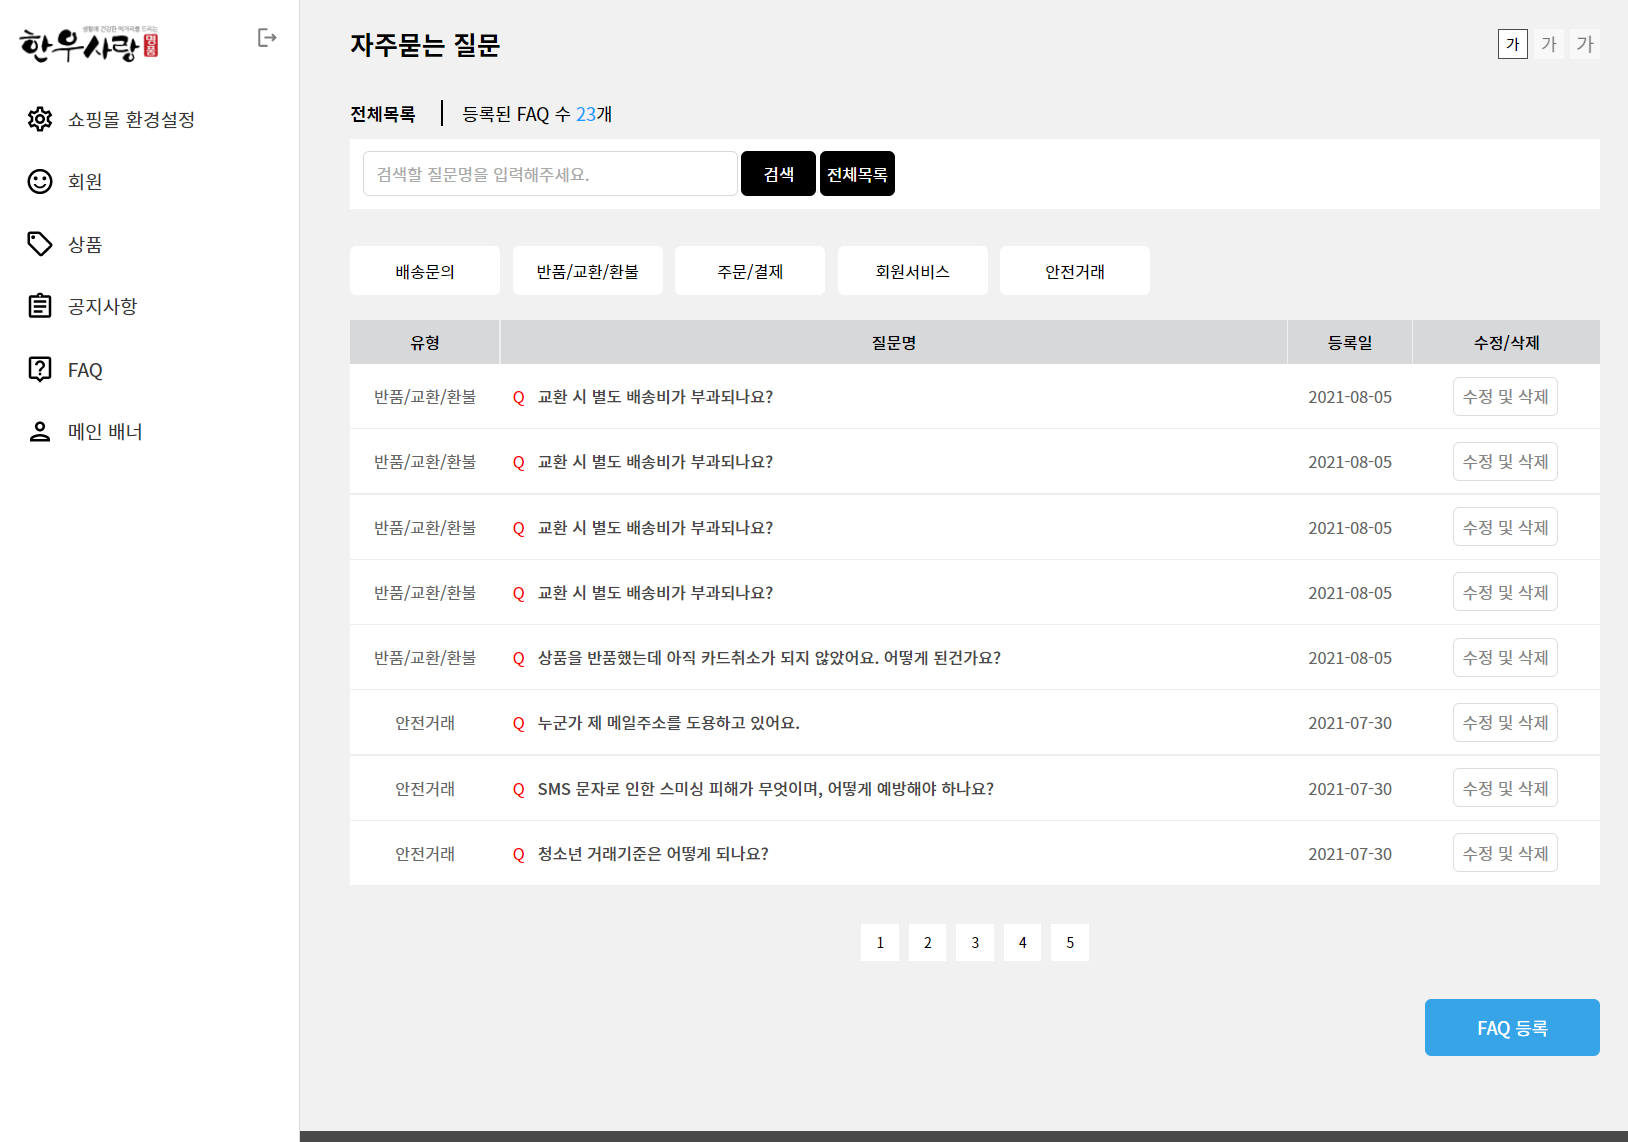 생활에 건강한 먹거리를 드리는
한우사랑 명품
쇼핑몰 환경설정
회원
상품
공지사항
FAQ
메인 배너
자주묻는 질문
가 가 가
전체목록 등록된 FAQ 수 23개
검색할 질문명을 입력해주세요. 검색 전체목록
배송문의 반품/교환/환불 주문/결제 회원서비스 안전거래
유형 질문명 등록일 수정/삭제
반품/교환/환불 Q 교환 시 별도 배송비가 부과되나요? 2021-08-05 수정 및 삭제
반품/교환/환불 Q 교환 시 별도 배송비가 부과되나요? 2021-08-05 수정 및 삭제
반품/교환/환불 Q 교환 시 별도 배송비가 부과되나요? 2021-08-05 수정 및 삭제
반품/교환/환불 Q 교환 시 별도 배송비가 부과되나요? 2021-08-05 수정 및 삭제
반품/교환/환불 Q 상품을 반품했는데 아직 카드취소가 되지 않았어요. 어떻게 된건가요? 2021-08-05 수정 및 삭제
안전거래 Q 누군가 제 메일주소를 도용하고 있어요. 2021-07-30 수정 및 삭제
안전거래 Q SMS 문자로 인한 스미싱 피해가 무엇이며, 어떻게 예방해야 하나요? 2021-07-30 수정 및 삭제
안전거래 Q 청소년 거래기준은 어떻게 되나요? 2021-07-30 수정 및 삭제
1 2 3 4 5
FAQ 등록